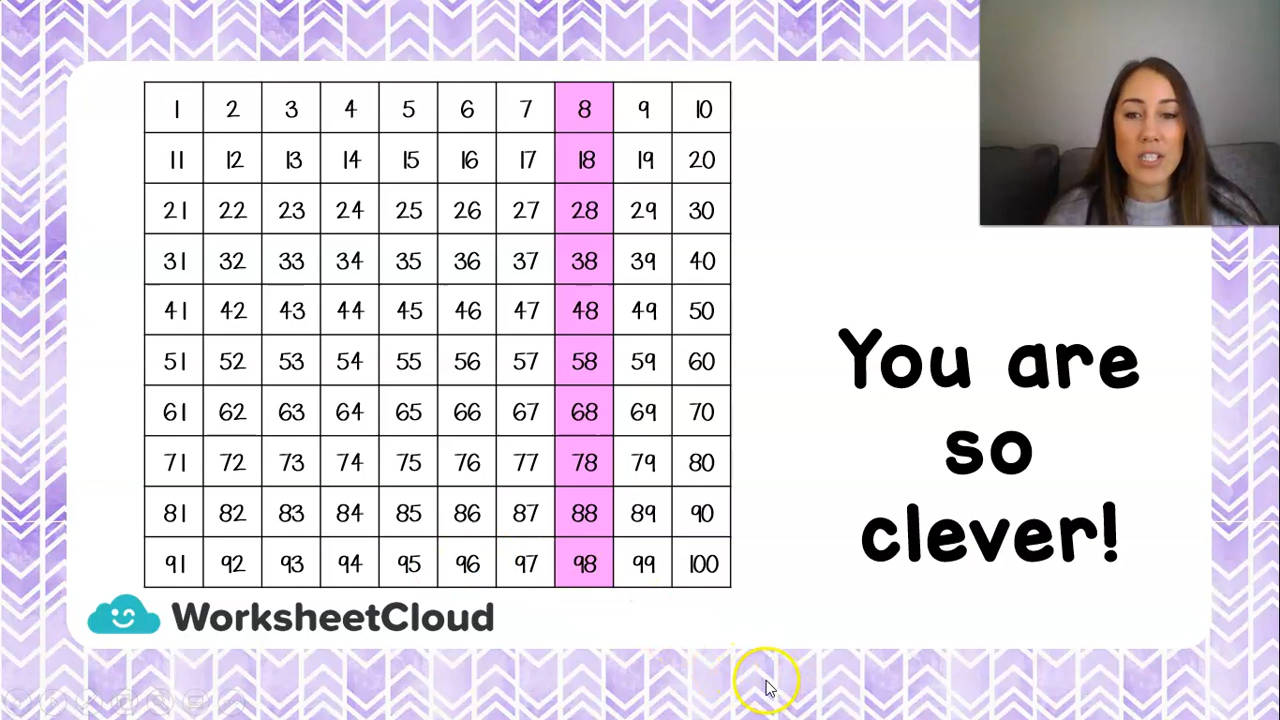 1 2 3 4 5 6 7 8 9 10
11 12 13 14 15 16 17 18 19 20
21 22 23 24 25 26 27 28 29 30
31 32 33 34 35 36 37 38 39 40
41 42 43 44 45 46 47 48 49 50
51 52 53 54 55 56 57 58 59 60
61 62 63 64 65 66 67 68 69 70
71 72 73 74 75 76 77 78 79 80
81 82 83 84 85 86 87 88 89 90
91 92 93 94 95 96 97 98 99 100
You are
so
clever!
WorksheetCloud